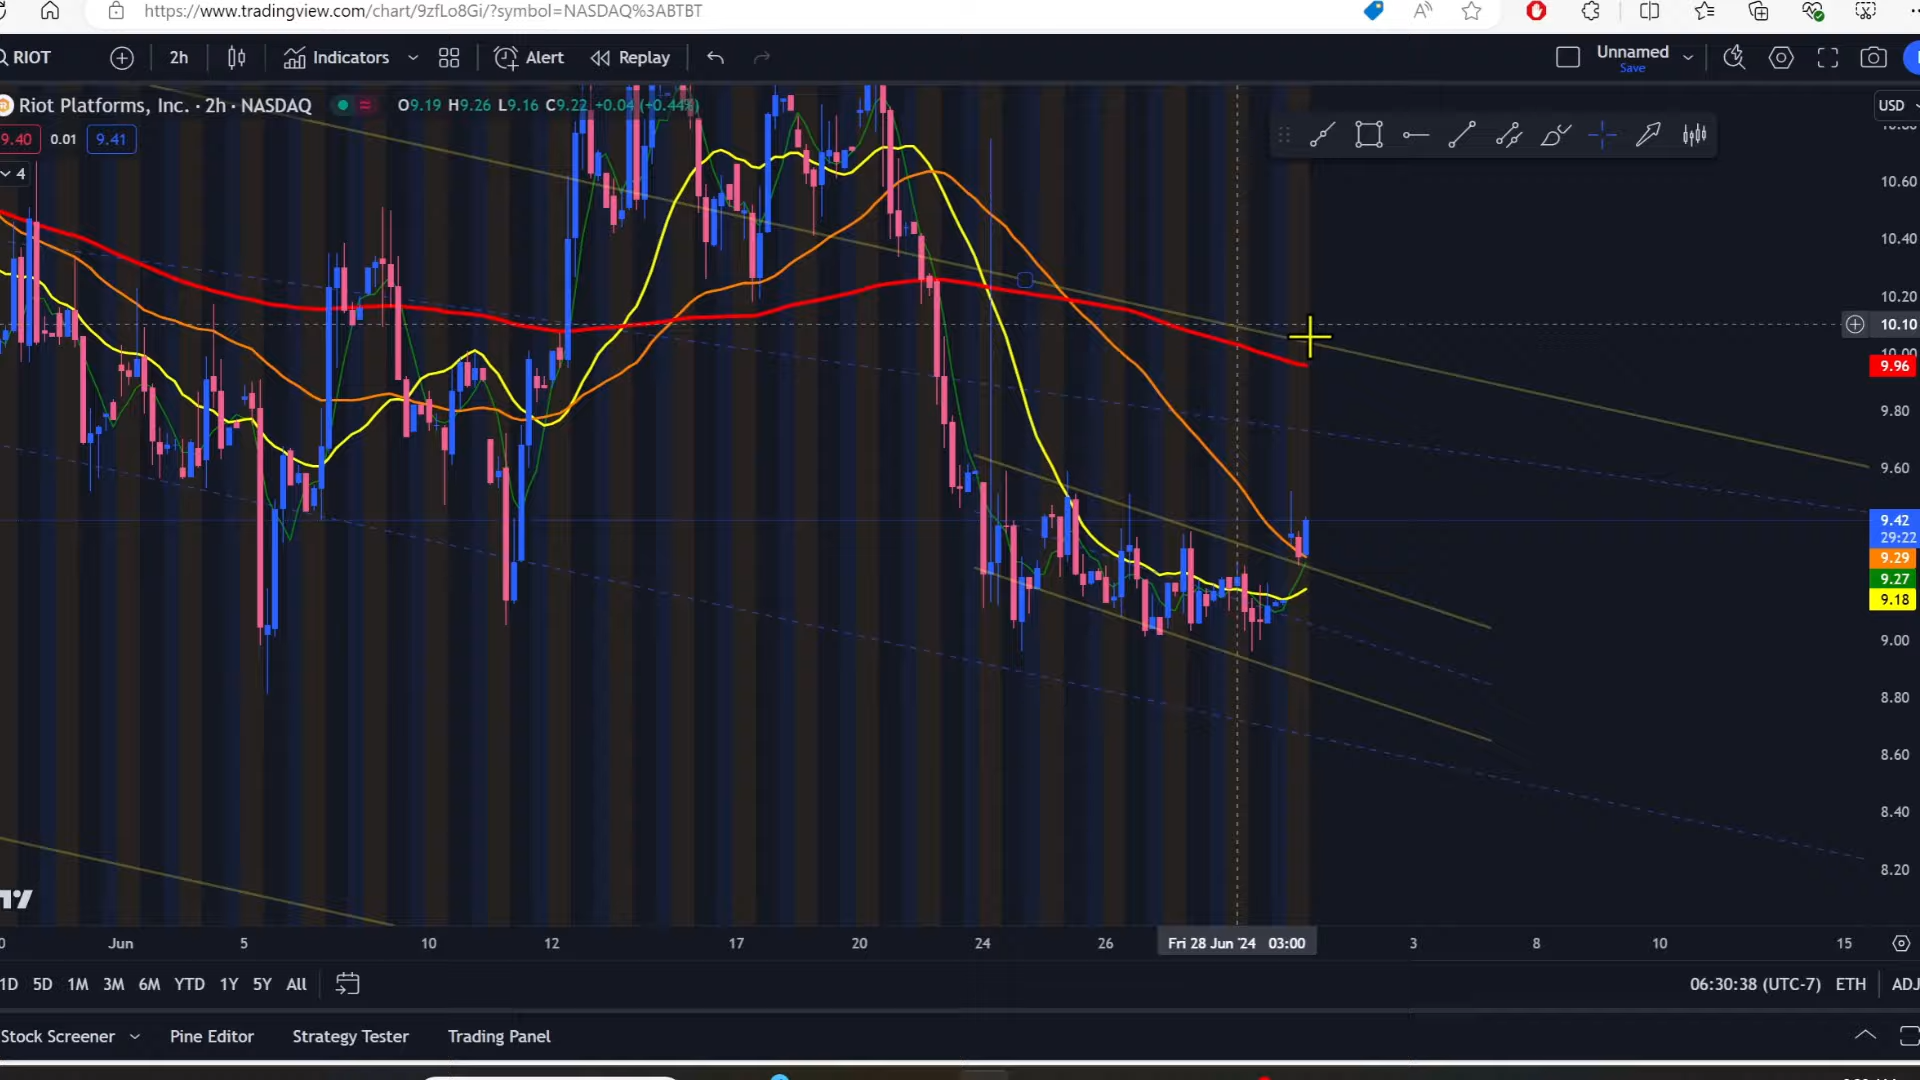 https://www.tradingview.com/chart/9zfLo8Gi/?symbol=NASDAQ%3ABTBT
RIOT 2h Indicators Alert Replay Unnamed
Save
Riot Platforms, Inc. · 2h · NASDAQ O9.19 H9.26 L9.16 C9.22 +0.04 (+0.44%) USD
9.40 0.01 9.41
4
10.60
10.40
10.20
10.10
10.00
9.96
9.80
9.60
9.42
29:22
9.29
9.27
9.18
9.00
8.80
8.60
8.40
8.20
Jun 5 10 12 17 20 24 26 Fri 28 Jun '24 03:00 3 8 10 15
1D 5D 1M 3M 6M YTD 1Y 5Y All 06:30:38 (UTC-7) ETH ADJ
Stock Screener Pine Editor Strategy Tester Trading Panel